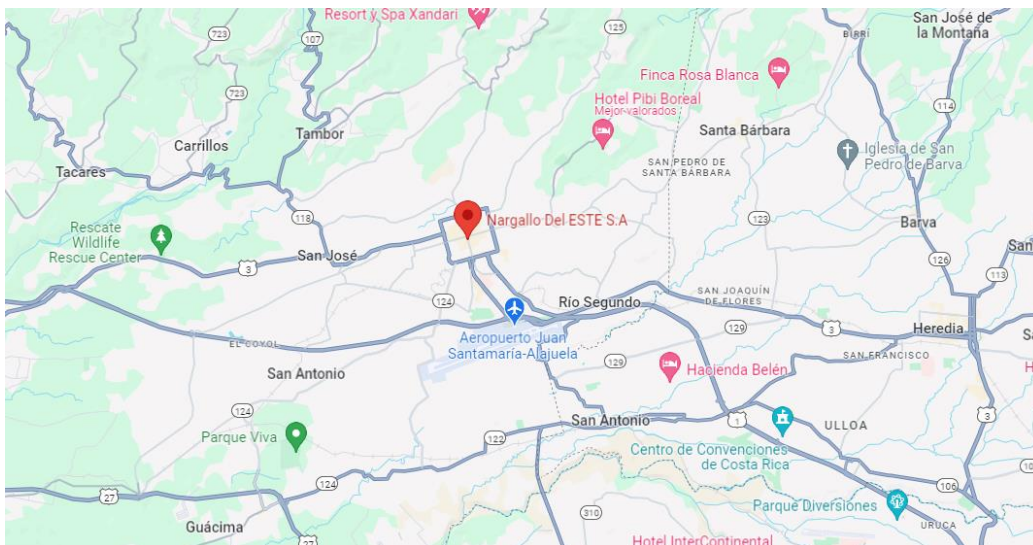 Resort y Spa Xandari
San José de
la Montaña
723
107
125
BIRRÍ
Finca Rosa Blanca
Hotel Pibi Boreal
Mejor valorados
723
114
Tambor
Santa Bárbara
Carrillos
Iglesia de San
Pedro de Barva
Tacares
SAN PEDRO DE
SANTA BÁRBARA
118
Nargallo Del ESTE S.A
123
Barva
Rescate
Wildlife
Rescue Center
San José
3
126
113
124
Río Segundo
SAN JOAQUÍN
DE FLORES
Aeropuerto Juan
Santamaría-Alajuela
129
3
Heredia
EL COYOL
129
SAN FRANCISCO
San Antonio
Hacienda Belén
124
San Antonio
1
3
ULLOA
Parque Viva
122
Centro de Convenciones
de Costa Rica
124
106
27
Parque Diversiones
Guácima
310
URUCA
27
Hotel InterContinental